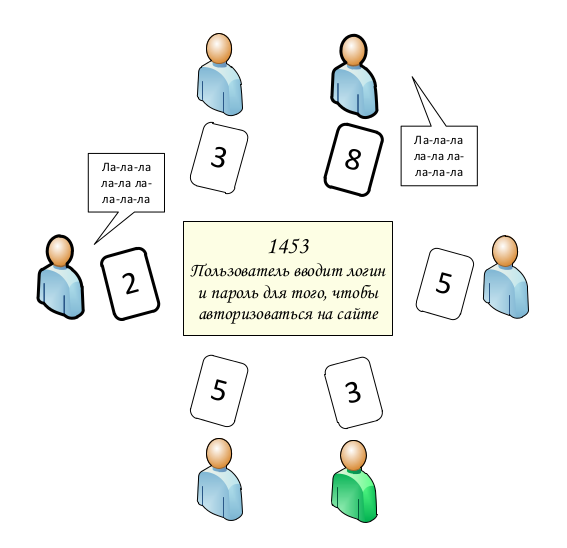 3
8
Ла-ла-ла
ла-ла ла-
ла-ла-ла
Ла-ла-ла
ла-ла ла-
ла-ла-ла
2
1453
Пользователь вводит логин
и пароль для того, чтобы
авторизоваться на сайте
5
5
3